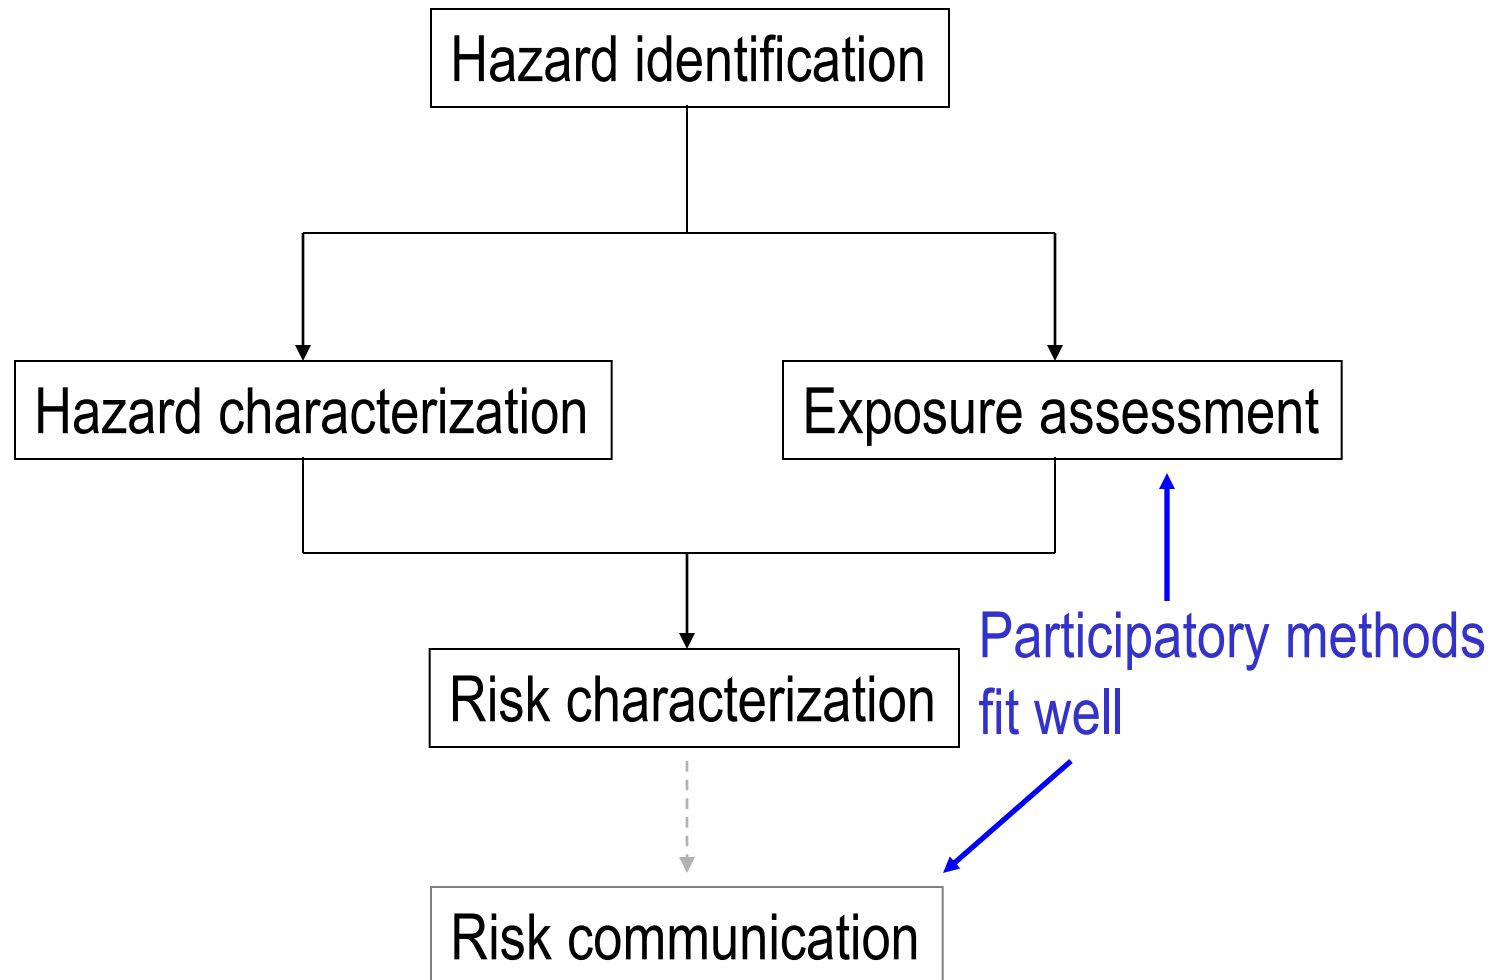 Hazard identification
Hazard characterization
Exposure assessment
Participatory methods
fit well
Risk characterization
Risk communication